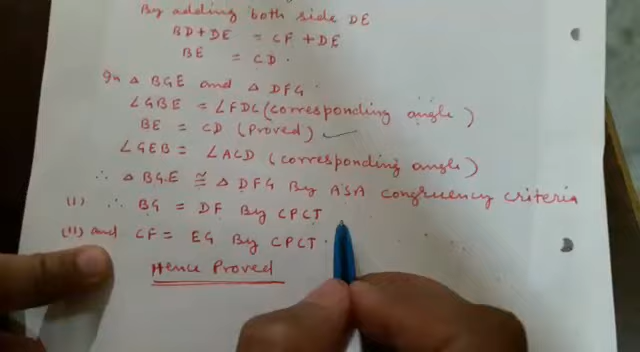 By adding both side DE
BD+DE = CF +DE
BE = CD.
In △ BGE and △ DFG.
∠GBE = ∠FDC (corresponding angle)
BE = CD (Proved)
∠GEB = ∠ACD (corresponding angle)
∴ △ BGE ≅ △ DFG By ASA congruency criteria
(I) ∴ BG = DF By CPCT
(II) and CF = EG By CPCT.
Hence Proved